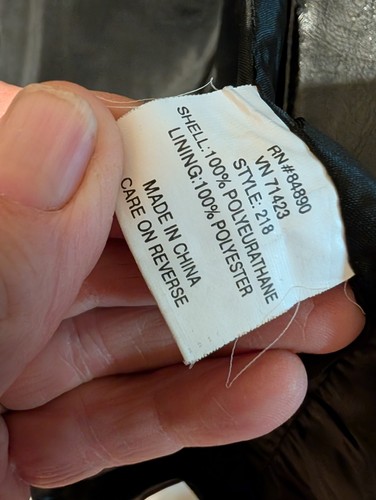 RN #84890
VN 71423
STYLE: 218
SHELL:100% POLYEURATHANE
LINING:100% POLYESTER
MADE IN CHINA
CARE ON REVERSE